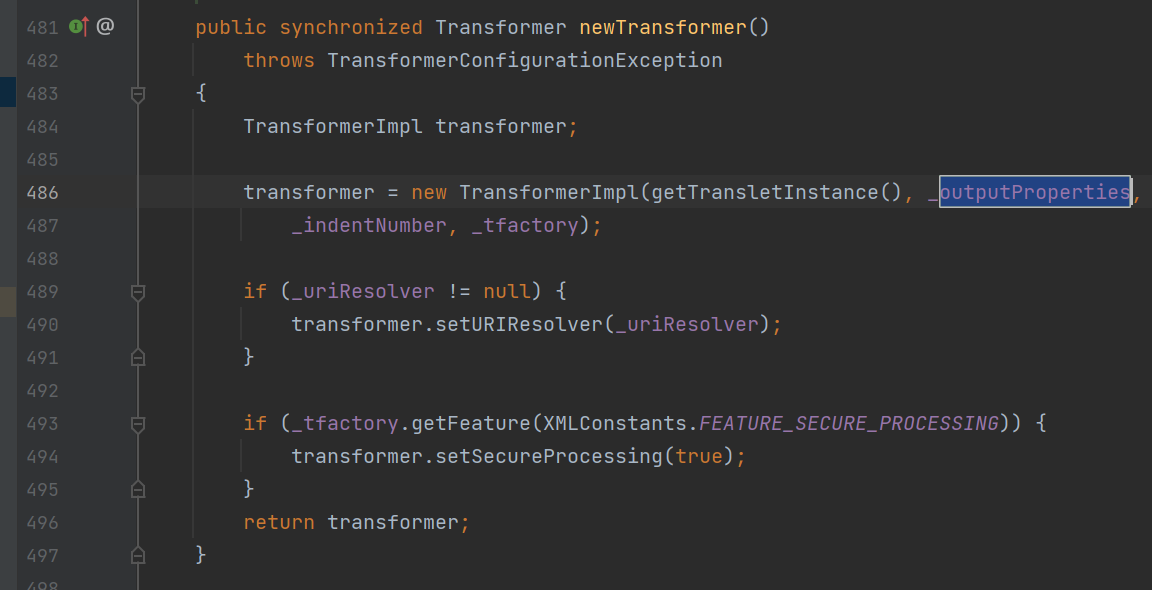 481 @ public synchronized Transformer newTransformer()
482 throws TransformerConfigurationException
483 {
484 TransformerImpl transformer;
485
486 transformer = new TransformerImpl(getTransletInstance(), _outputProperties,
487 _indentNumber, _tfactory);
488
489 if (_uriResolver != null) {
490 transformer.setURIResolver(_uriResolver);
491 }
492
493 if (_tfactory.getFeature(XMLConstants.FEATURE_SECURE_PROCESSING)) {
494 transformer.setSecureProcessing(true);
495 }
496 return transformer;
497 }
498